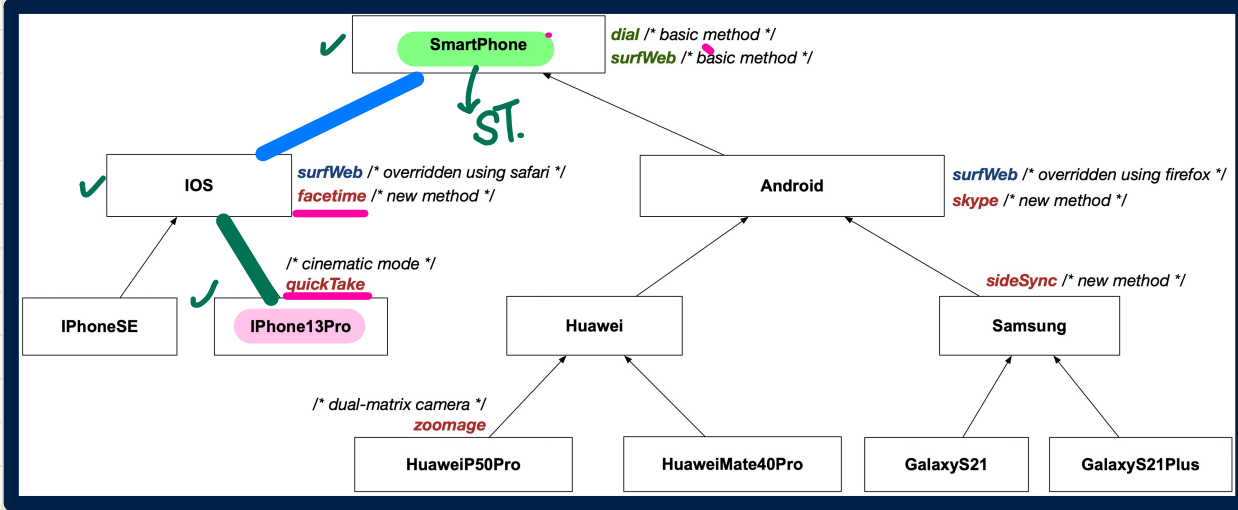 SmartPhone
dial /* basic method */
surfWeb /* basic method */
ST.
IOS
surfWeb /* overridden using safari */
facetime /* new method */
Android
surfWeb /* overridden using firefox */
skype /* new method */
/* cinematic mode */
quickTake
sideSync /* new method */
IPhoneSE
IPhone13Pro
Huawei
Samsung
/* dual-matrix camera */
zoomage
HuaweiP50Pro
HuaweiMate40Pro
GalaxyS21
GalaxyS21Plus